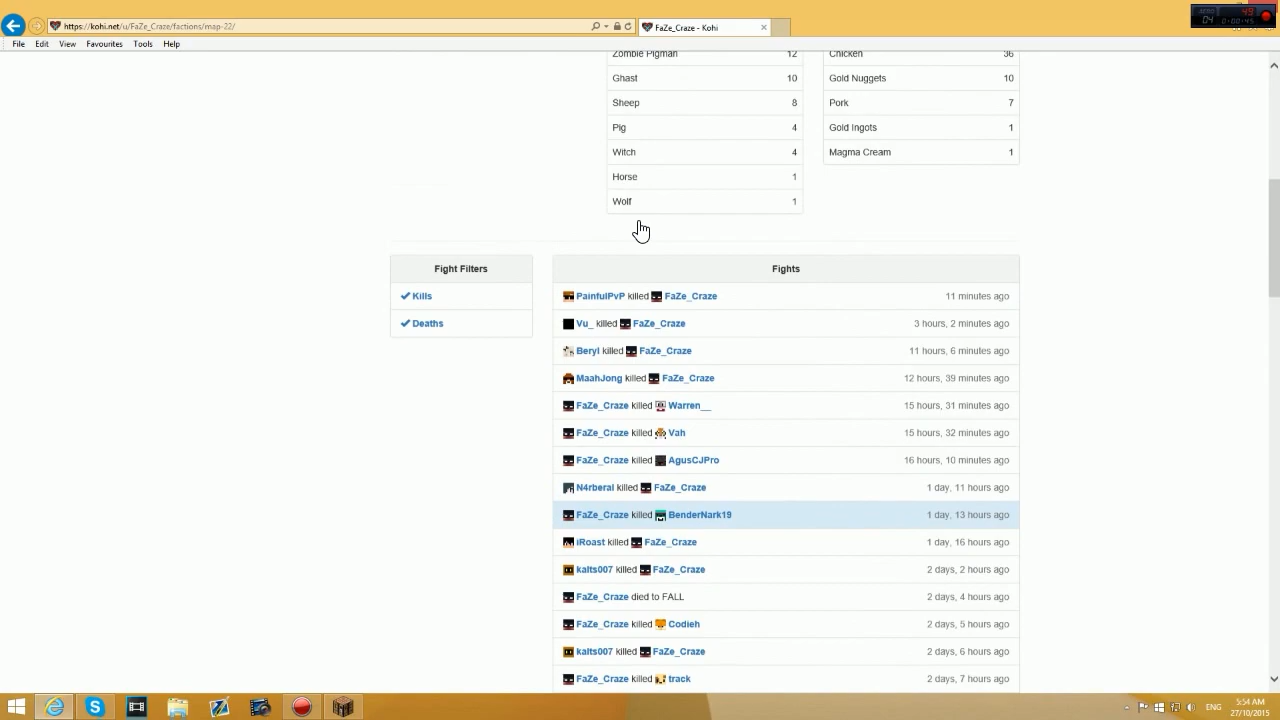 https://kohi.net/u/FaZe_Craze/factions/map-22/
FaZe_Craze - Kohi
File Edit View Favourites Tools Help
Zombie Pigman 12
Ghast 10
Sheep 8
Pig 4
Witch 4
Horse 1
Wolf 1
Chicken 36
Gold Nuggets 10
Pork 7
Gold Ingots 1
Magma Cream 1
Fight Filters
Kills
Deaths
Fights
PainfulPvP killed FaZe_Craze 11 minutes ago
Vu_ killed FaZe_Craze 3 hours, 2 minutes ago
Beryl killed FaZe_Craze 11 hours, 6 minutes ago
MaahJong killed FaZe_Craze 12 hours, 39 minutes ago
FaZe_Craze killed Warren__ 15 hours, 31 minutes ago
FaZe_Craze killed Vah 15 hours, 32 minutes ago
FaZe_Craze killed AgusCJPro 16 hours, 10 minutes ago
N4rberal killed FaZe_Craze 1 day, 11 hours ago
FaZe_Craze killed BenderNark19 1 day, 13 hours ago
iRoast killed FaZe_Craze 1 day, 16 hours ago
kalts007 killed FaZe_Craze 2 days, 2 hours ago
FaZe_Craze died to FALL 2 days, 4 hours ago
FaZe_Craze killed Codieh 2 days, 5 hours ago
kalts007 killed FaZe_Craze 2 days, 6 hours ago
FaZe_Craze killed track 2 days, 7 hours ago
ENG
5:54 AM
27/10/2015